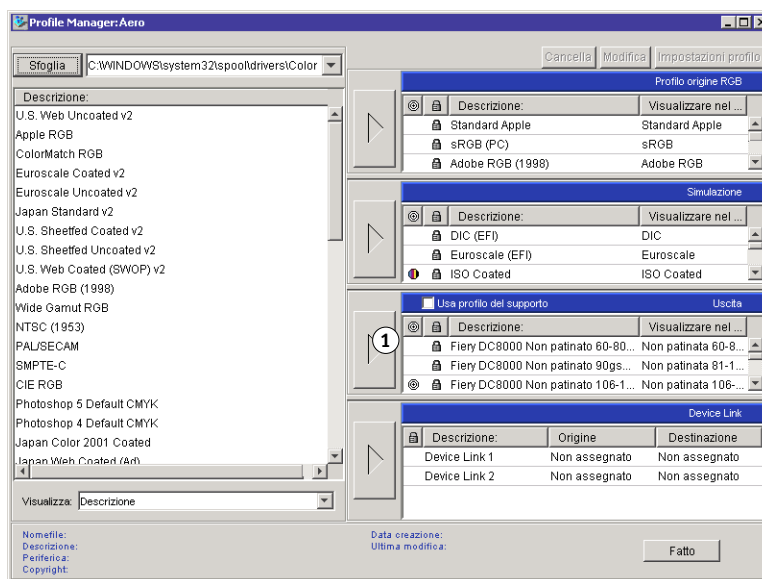 Profile Manager: Aero
Sfoglia
C:\WINDOWS\system32\spool\drivers\Color
Descrizione:
U.S. Web Uncoated v2
Apple RGB
ColorMatch RGB
Euroscale Coated v2
Euroscale Uncoated v2
Japan Standard v2
U.S. Sheetfed Coated v2
U.S. Sheetfed Uncoated v2
U.S. Web Coated (SWOP) v2
Adobe RGB (1998)
Wide Gamut RGB
NTSC (1953)
PAL/SECAM
SMPTE-C
CIE RGB
Photoshop 5 Default CMYK
Photoshop 4 Default CMYK
Japan Color 2001 Coated
Japan Web Coated (Ad)
Visualizza: Descrizione
Cancella Modifica Impostazioni profilo
Profilo origine RGB
Descrizione: Visualizzare nel ...
Standard Apple Standard Apple
sRGB (PC) sRGB
Adobe RGB (1998) Adobe RGB
Simulazione
Descrizione: Visualizzare nel ...
DIC (EFI) DIC
Euroscale (EFI) Euroscale
ISO Coated ISO Coated
Usa profilo del supporto Uscita
1
Descrizione: Visualizzare nel ...
Fiery DC8000 Non patinato 60-80... Non patinata 60-8...
Fiery DC8000 Non patinato 90gs... Non patinata 81-1...
Fiery DC8000 Non patinato 106-1... Non patinata 106-...
Device Link
Descrizione: Origine Destinazione
Device Link 1 Non assegnato Non assegnato
Device Link 2 Non assegnato Non assegnato
Nomefile:
Descrizione:
Periferica:
Copyright:
Data creazione:
Ultima modifica:
Fatto